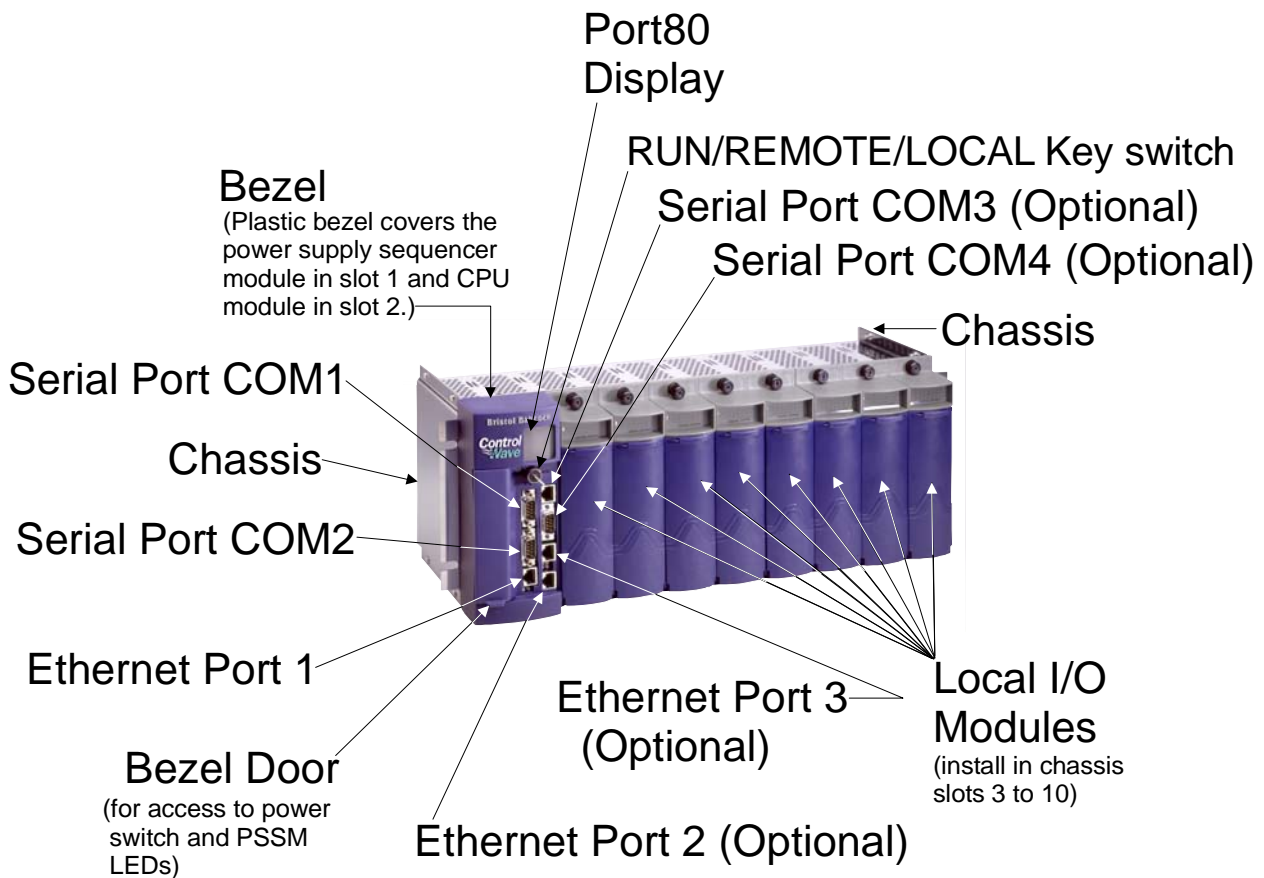 Port80
Display
RUN/REMOTE/LOCAL Key switch
Bezel
(Plastic bezel covers the
power supply sequencer
module in slot 1 and CPU
module in slot 2.)
Serial Port COM3 (Optional)
Serial Port COM4 (Optional)
Chassis
Serial Port COM1
Bristol Babcock
Control
Wave
Chassis
Serial Port COM2
Ethernet Port 1
Ethernet Port 3
(Optional)
Local I/O
Modules
(install in chassis
slots 3 to 10)
Bezel Door
(for access to power
switch and PSSM
LEDs)
Ethernet Port 2 (Optional)